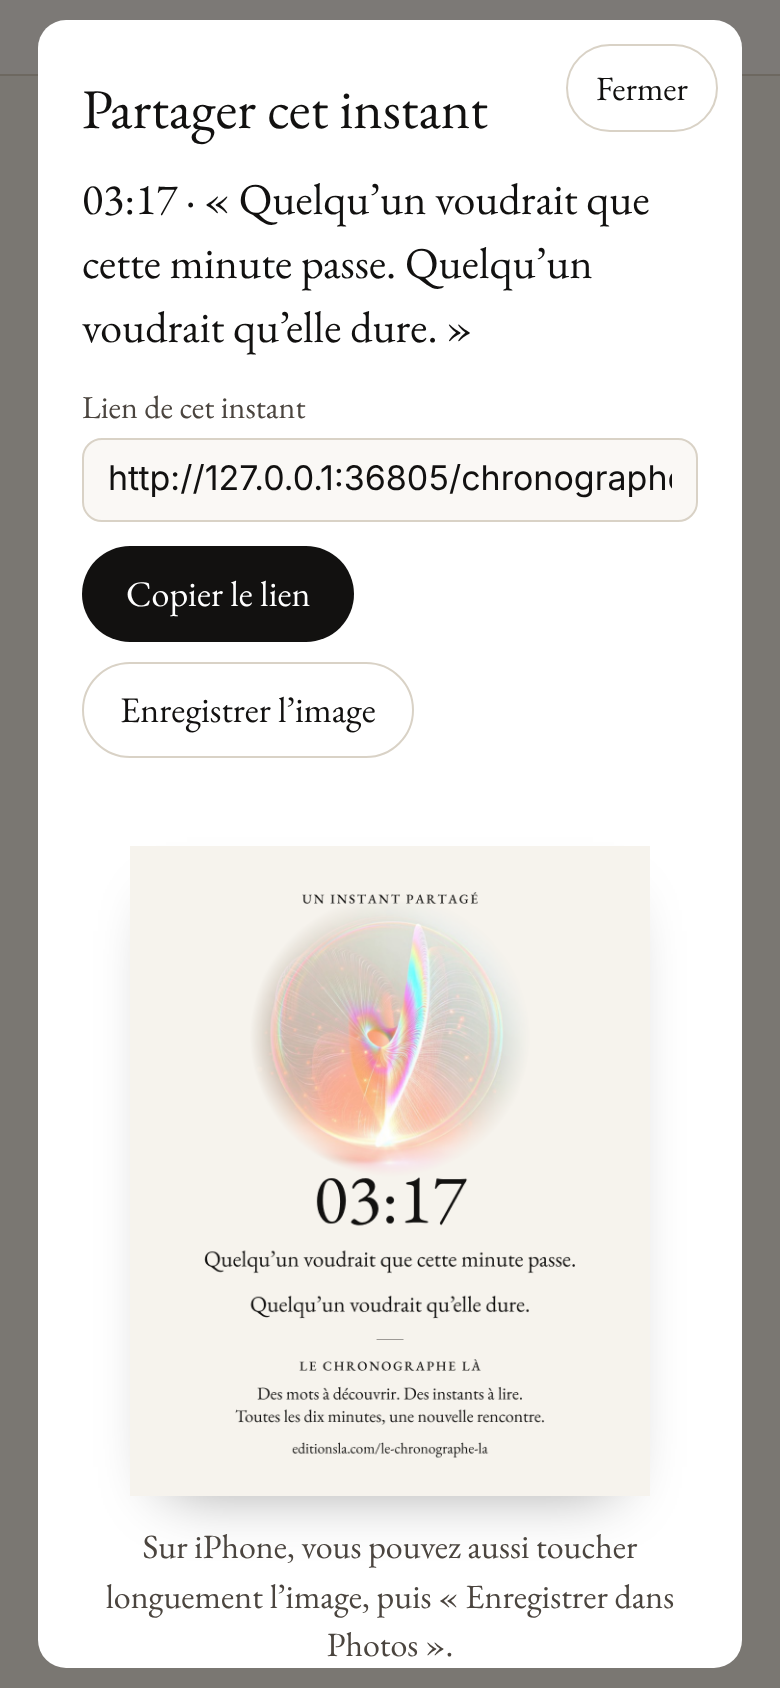 Fermer
Partager cet instant
03:17 · « Quelqu’un voudrait que
cette minute passe. Quelqu’un
voudrait qu’elle dure. »
Lien de cet instant
http://127.0.0.1:36805/chronographe
Copier le lien
Enregistrer l’image
UN INSTANT PARTAGÉ
03:17
Quelqu’un voudrait que cette minute passe.
Quelqu’un voudrait qu’elle dure.
LE CHRONOGRAPHE LÀ
Des mots à découvrir. Des instants à lire.
Toutes les dix minutes, une nouvelle rencontre.
editionsla.com/le-chronographe-la
Sur iPhone, vous pouvez aussi toucher
longuement l’image, puis « Enregistrer dans
Photos ».